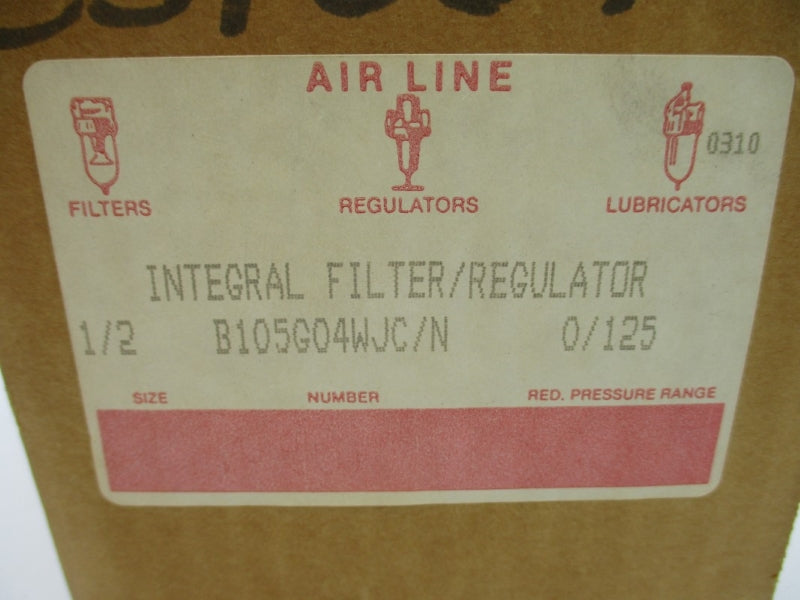 AIR LINE
0310
FILTERS REGULATORS LUBRICATORS
INTEGRAL FILTER/REGULATOR
1/2 B105G04WJC/N 0/125
SIZE NUMBER RED. PRESSURE RANGE